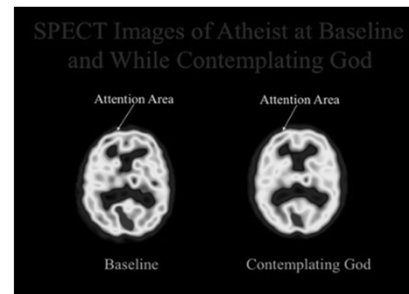 SPECT Images of Atheist at Baseline
and While Contemplating God
Attention Area
Attention Area
Baseline
Contemplating God